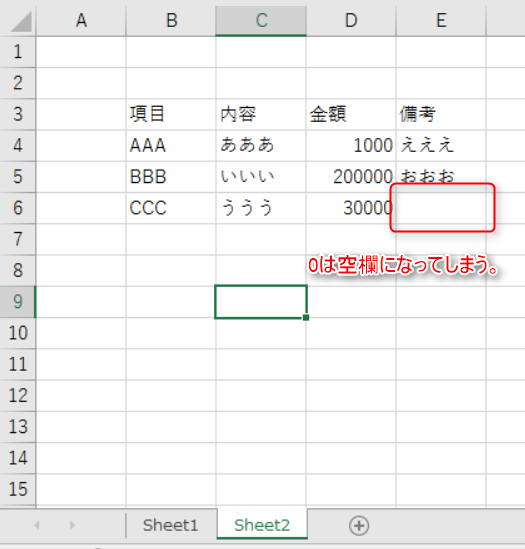 A B C D E
1
2
3 項目 内容 金額 備考
4 AAA あああ 1000 えええ
5 BBB いいい 200000 おおお
6 CCC ううう 30000
7
8 0は空欄になってしまう。
9
10
11
12
13
14
15
Sheet1 Sheet2